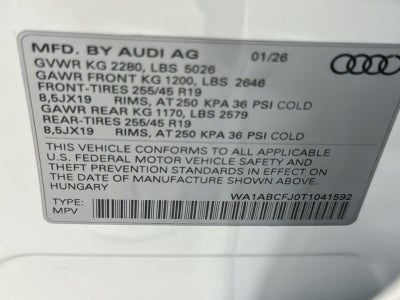 MFD. BY AUDI AG 01/26
GVWR KG 2280, LBS 5026
GAWR FRONT KG 1200, LBS 2646
FRONT-TIRES 255/45 R19
8,5JX19 RIMS, AT 250 KPA 36 PSI COLD
GAWR REAR KG 1170, LBS 2579
REAR-TIRES 255/45 R19
8,5JX19 RIMS, AT 250 KPA 36 PSI COLD
THIS VEHICLE CONFORMS TO ALL APPLICABLE
U.S. FEDERAL MOTOR VEHICLE SAFETY AND
THEFT PREVENTION STANDARDS IN EFFECT ON
THE DATE OF MANUFACTURE SHOWN ABOVE.
HUNGARY
TYPE:
MPV
WA1ABCFJ0T1041592